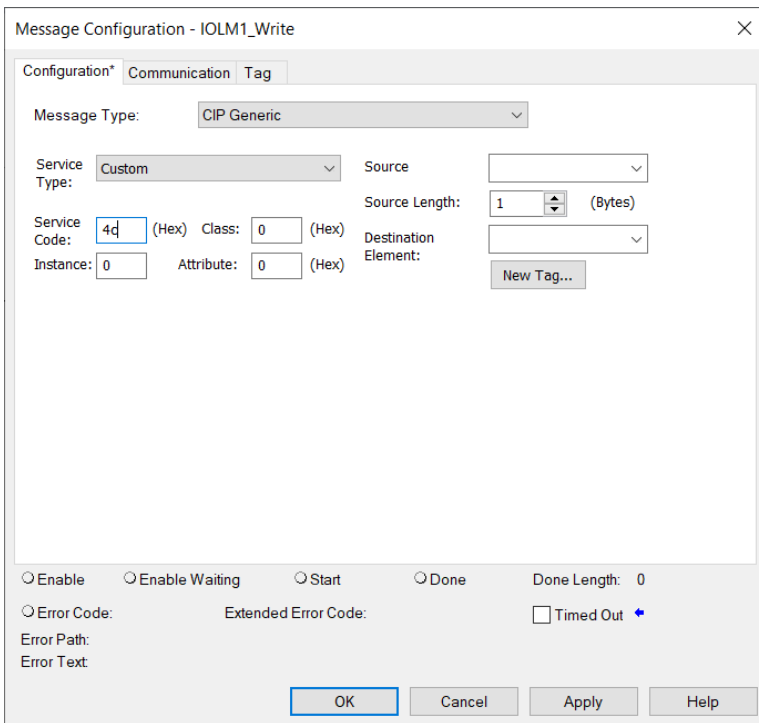 Message Configuration - IOLM1_Write
Configuration* Communication Tag
Message Type: CIP Generic
Service Type: Custom
Source
Source Length: 1 (Bytes)
Service Code: 4c (Hex) Class: 0 (Hex)
Destination Element:
Instance: 0 Attribute: 0 (Hex)
New Tag...
Enable Enable Waiting Start Done Done Length: 0
Error Code: Extended Error Code: Timed Out
Error Path:
Error Text:
OK Cancel Apply Help